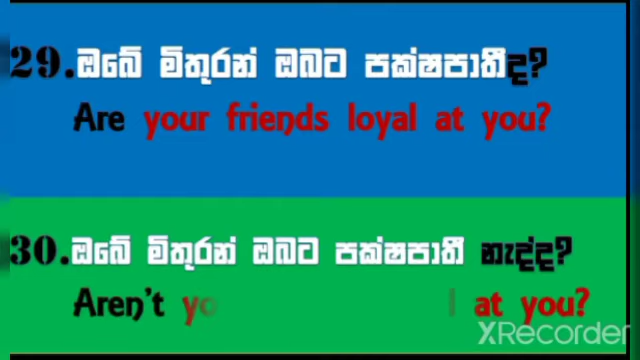 29.ඔබේ මිතුරන් ඔබට පක්ෂපාතීද?
Are your friends loyal at you?
30.ඔබේ මිතුරන් ඔබට පක්ෂපාතී නැද්ද?
Aren't yo l at you?
XRecorder